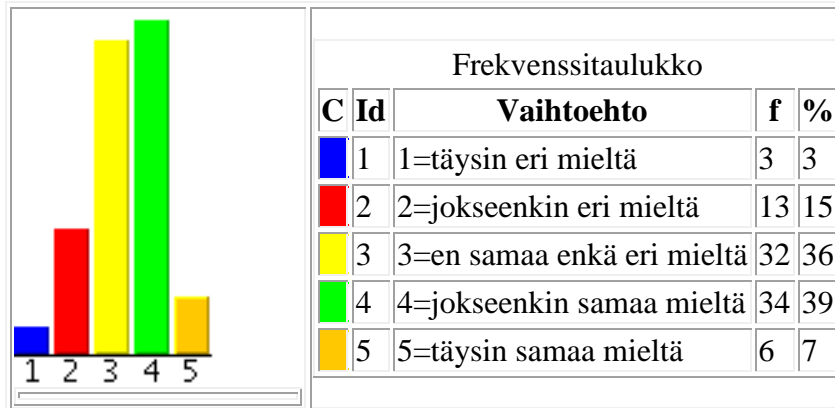 1 2 3 4 5
Frekvenssitaulukko
C Id Vaihtoehto f %
1 1=täysin eri mieltä 3 3
2 2=jokseenkin eri mieltä 13 15
3 3=en samaa enkä eri mieltä 32 36
4 4=jokseenkin samaa mieltä 34 39
5 5=täysin samaa mieltä 6 7